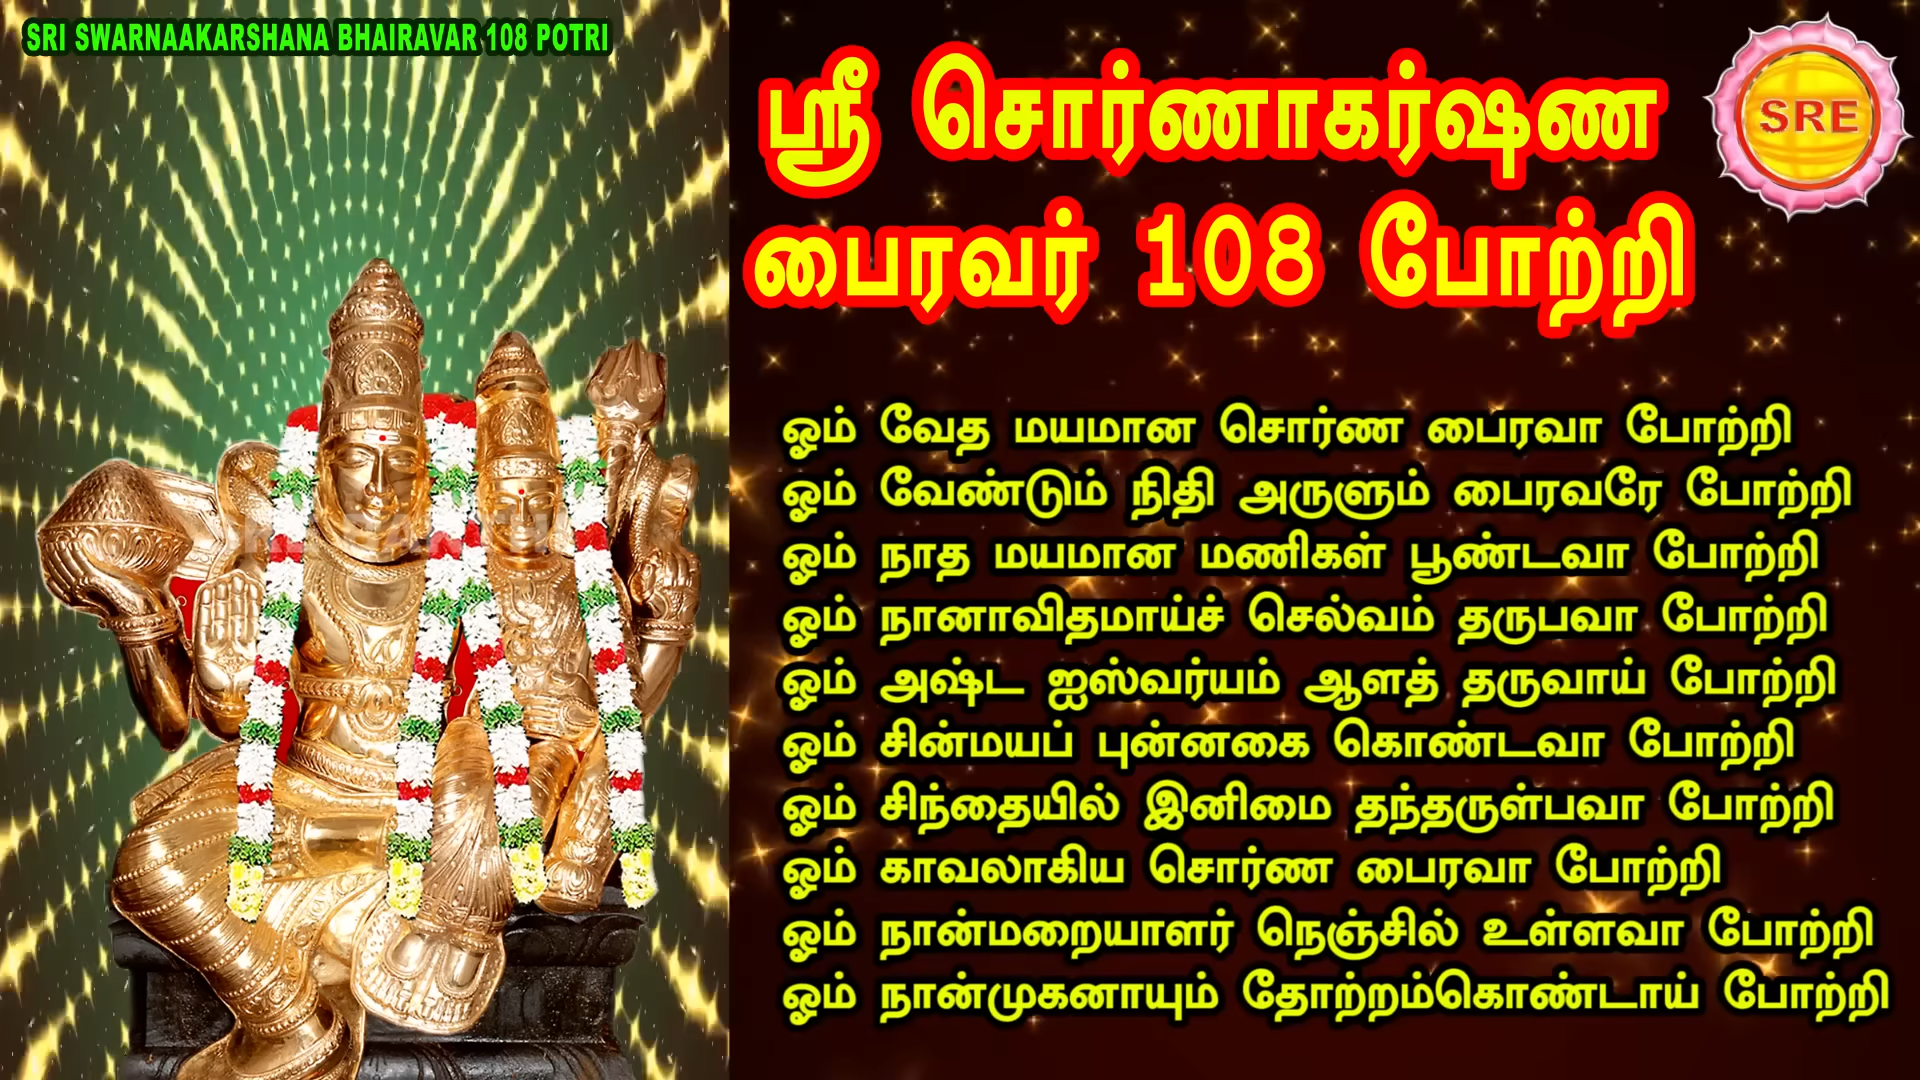 SRI SWARNAAKARSHANA BHAIRAVAR 108 POTRI
ஸ்ரீ சொர்ணாகர்ஷண
பைரவர் 108 போற்றி
SRE
ஓம் வேத மயமான சொர்ண பைரவா போற்றி
ஓம் வேண்டும் நிதி அருளும் பைரவரே போற்றி
ஓம் நாத மயமான மணிகள் பூண்டவா போற்றி
ஓம் நானாவிதமாய்ச் செல்வம் தருபவா போற்றி
ஓம் அஷ்ட ஐஸ்வர்யம் ஆளத் தருவாய் போற்றி
ஓம் சின்மயப் புன்னகை கொண்டவா போற்றி
ஓம் சிந்தையில் இனிமை தந்தருள்பவா போற்றி
ஓம் காவலாகிய சொர்ண பைரவா போற்றி
ஓம் நான்மறையாளர் நெஞ்சில் உள்ளவா போற்றி
ஓம் நான்முகனாயும் தோற்றம்கொண்டாய் போற்றி